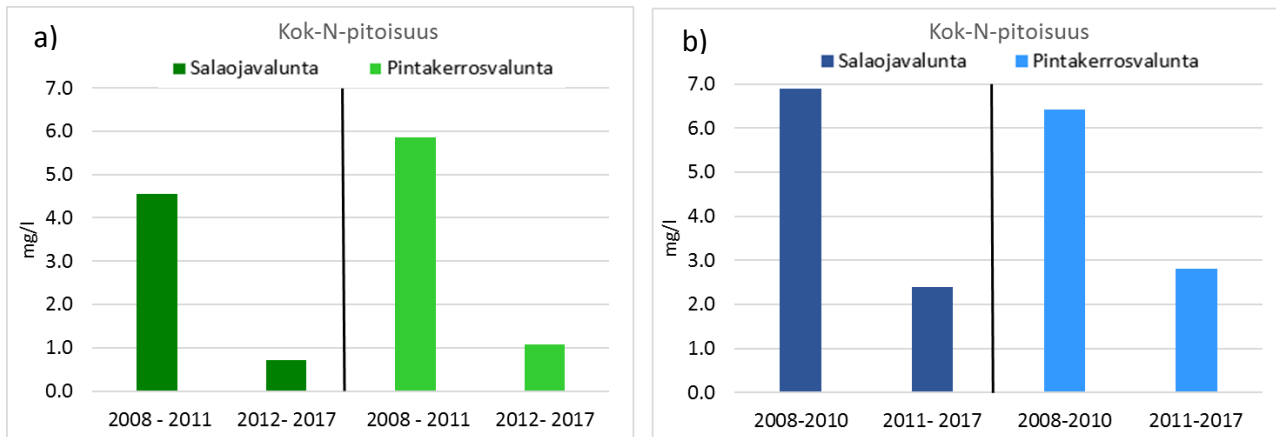 a)
Kok-N-pitoisuus
Salaojavalunta Pintakerrosvalunta
7.0
6.0
5.0
4.0
3.0
2.0
1.0
0.0
mg/l
2008 - 2011 2012- 2017 2008 - 2011 2012- 2017
b)
Kok-N-pitoisuus
Salaojavalunta Pintakerrosvalunta
7.0
6.0
5.0
4.0
3.0
2.0
1.0
0.0
mg/l
2008-2010 2011- 2017 2008-2010 2011-2017